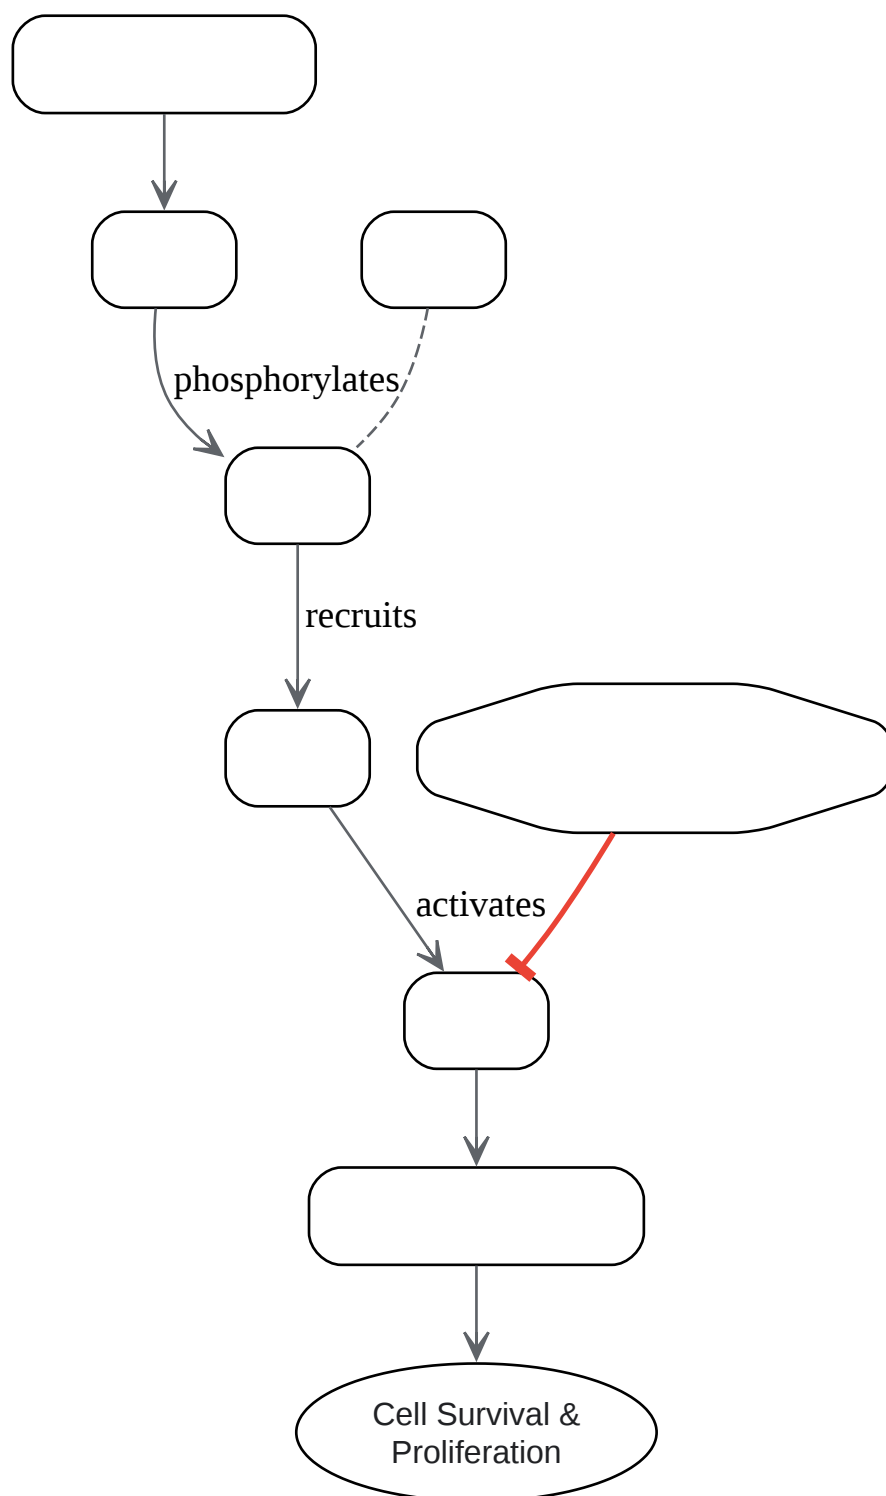 phosphorylates
recruits
activates
Cell Survival &
Proliferation